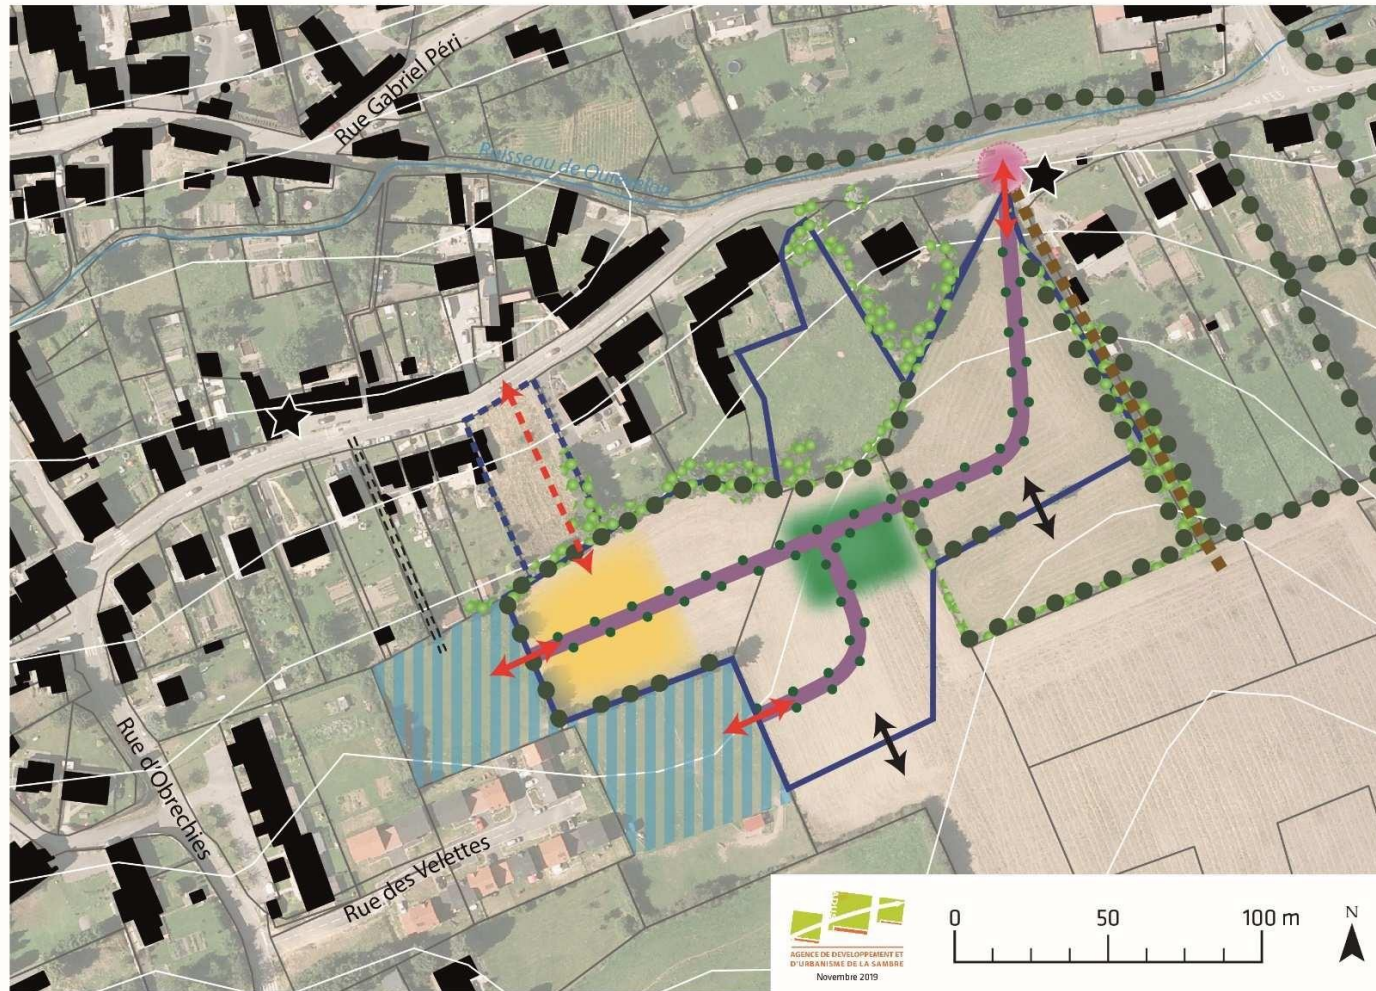 Rue Gabriel Péri
Ruisseau de
Rue d'Obrechies
Rue des Velettes
AGENCE DE DEVELOPPEMENT ET
D'URBANISME DE LA SAMBRE
Novembre 2019
0 50 100 m
N